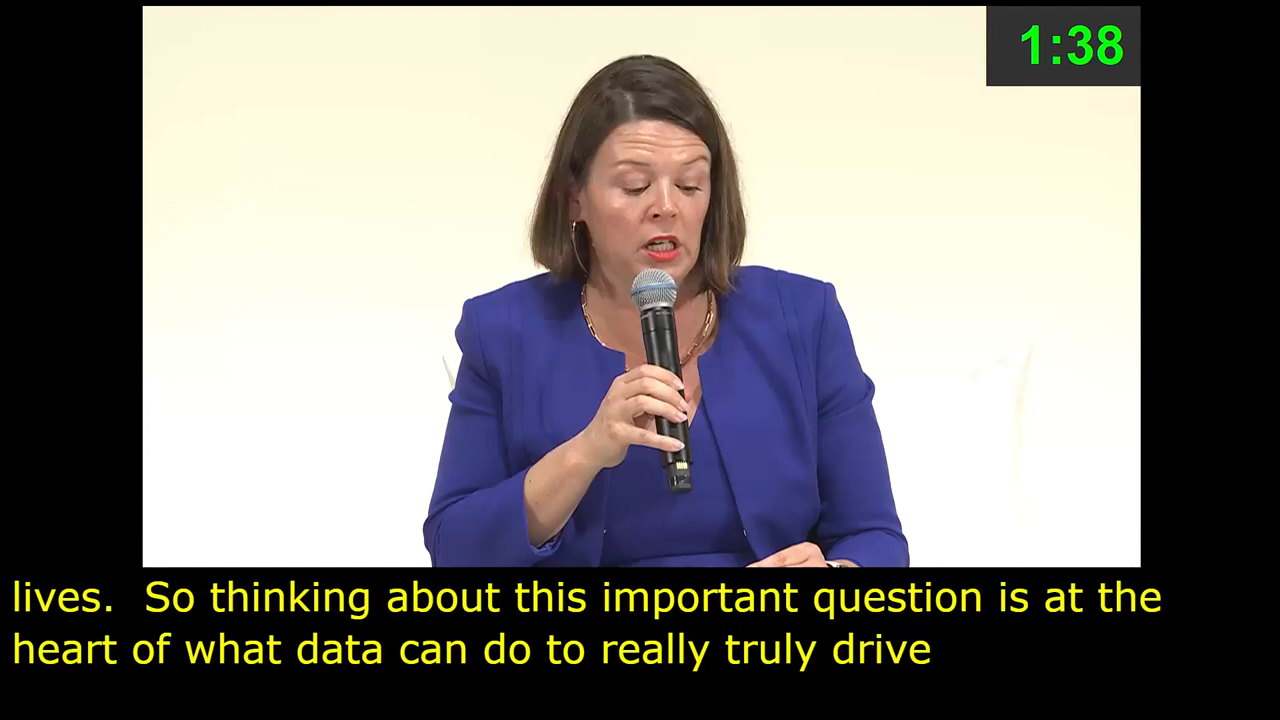 1:38
lives.  So thinking about this important question is at the
heart of what data can do to really truly drive